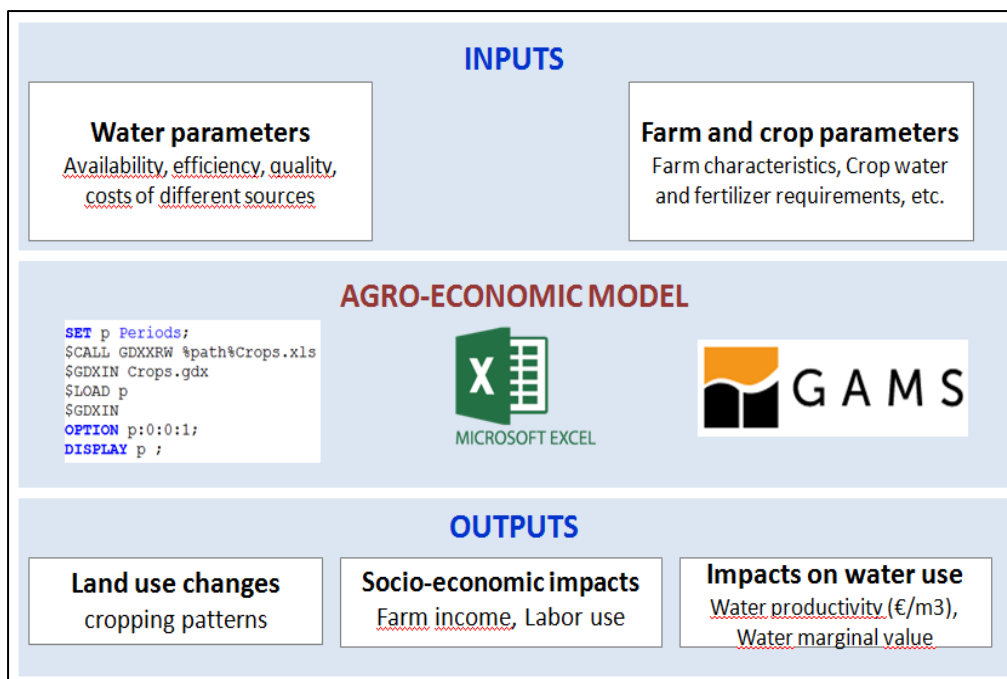 INPUTS
Water parameters
Availability, efficiency, quality,
costs of different sources
Farm and crop parameters
Farm characteristics, Crop water
and fertilizer requirements, etc.
AGRO-ECONOMIC MODEL
SET p Periods;
$CALL GDXXRW %path%Crops.xls
$GDXIN Crops.gdx
$LOAD p
$GDXIN
OPTION p:0:0:1;
DISPLAY p ;
X
MICROSOFT EXCEL
GAMS
OUTPUTS
Land use changes
cropping patterns
Socio-economic impacts
Farm income, Labor use
Impacts on water use
Water productivity (€/m3),
Water marginal value